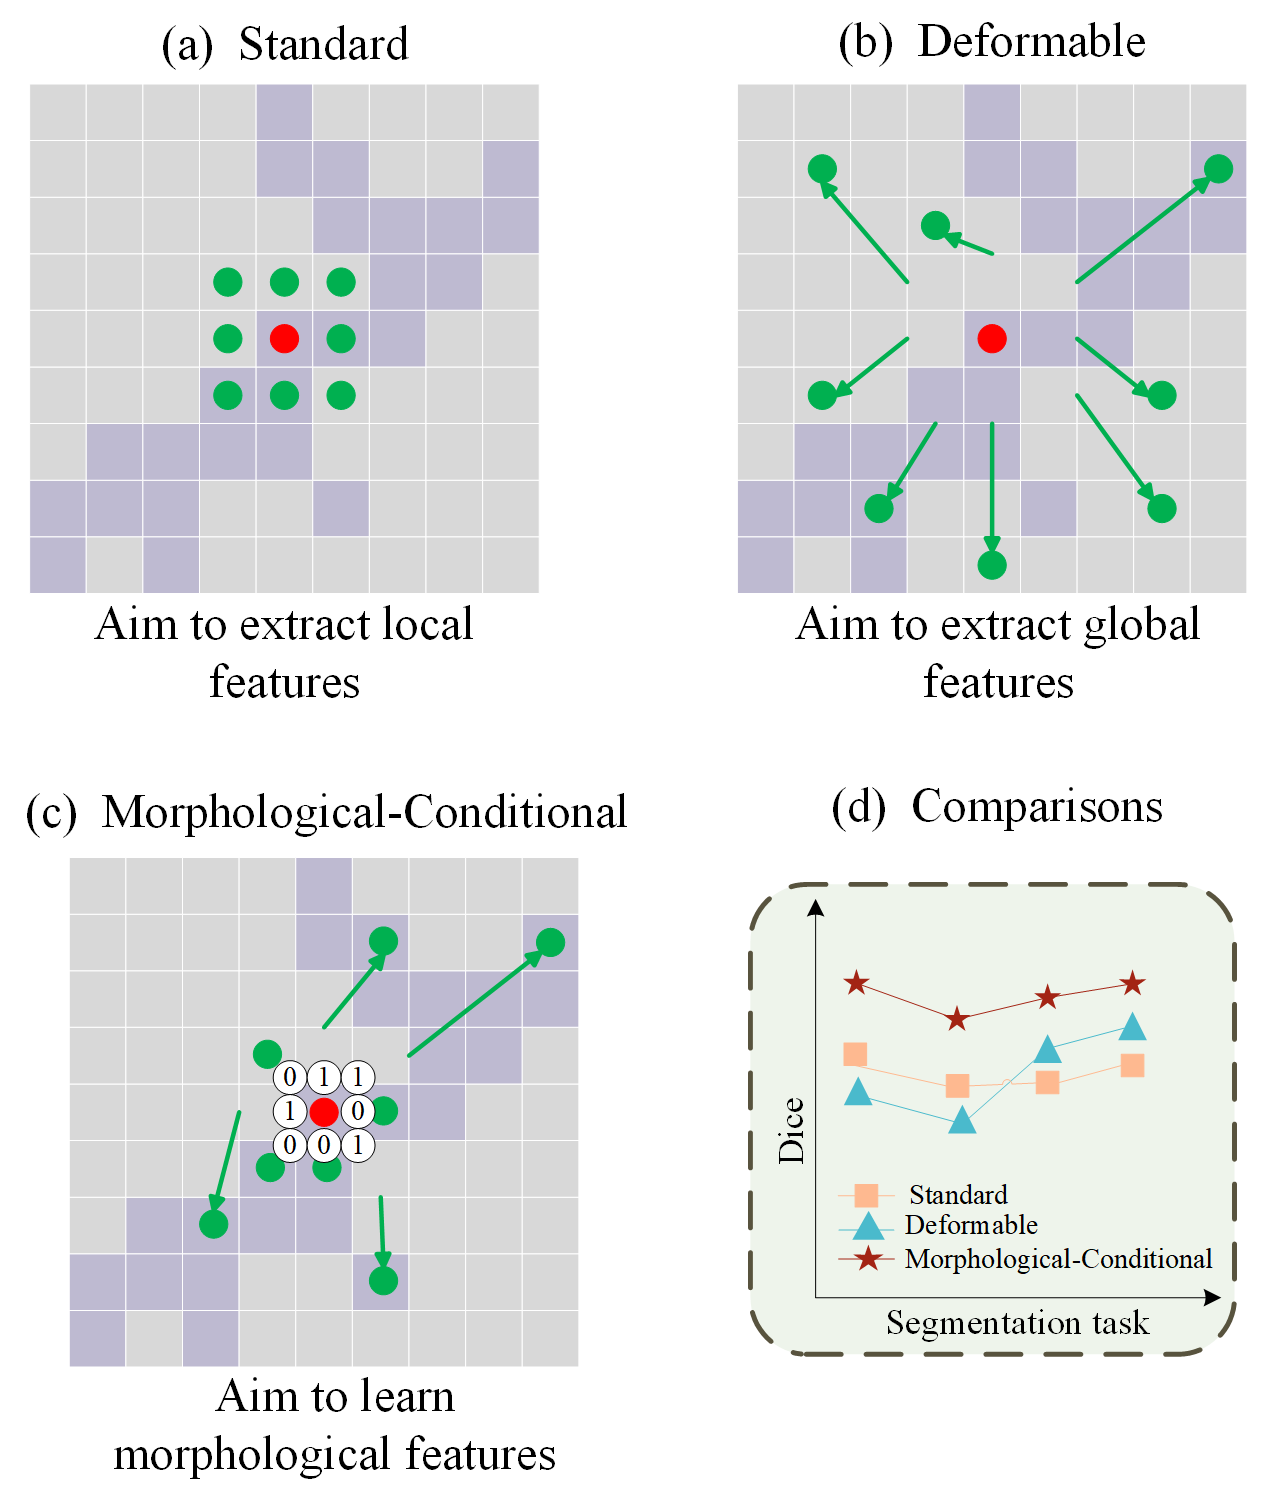 (a) Standard
(b) Deformable
Aim to extract local
features
Aim to extract global
features
(c) Morphological-Conditional
(d) Comparisons
0 1 1
1 0
0 0 1
Aim to learn
morphological features
Dice
Standard
Deformable
Morphological-Conditional
Segmentation task